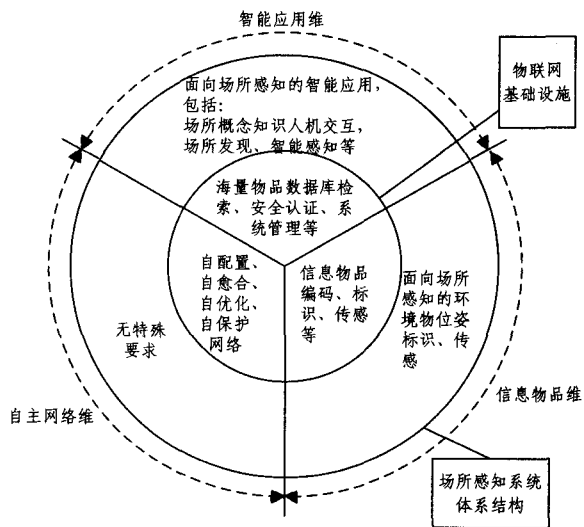 智能应用维
面向场所感知的智能应用,
包括:
场所概念知识人机交互,
场所发现、智能感知等
物联网
基础设施
海量物品数据库检
索、安全认证、系
统管理等
自配置、
自愈合、
自优化、
自保护
网络
信息物品
编码、标
识、传感
等
面向场所
感知的环
境物位姿
标识、传
感
无特殊
要求
自主网络维
信息物品维
场所感知系统
体系结构